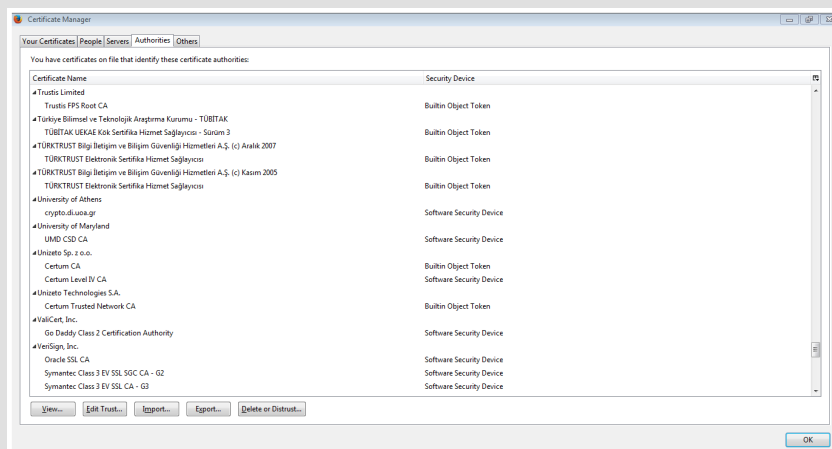 Certificate Manager
Your Certificates People Servers Authorities Others
You have certificates on file that identify these certificate authorities:
Certificate Name Security Device
Trustis Limited
Trustis FPS Root CA Builtin Object Token
Türkiye Bilimsel ve Teknolojik Araştırma Kurumu - TÜBİTAK
TÜBİTAK UEKAE Kök Sertifika Hizmet Sağlayıcısı - Sürüm 3 Builtin Object Token
TÜRKTRUST Bilgi İletişim ve Bilişim Güvenliği Hizmetleri A.Ş. (c) Aralık 2007
TÜRKTRUST Elektronik Sertifika Hizmet Sağlayıcısı Builtin Object Token
TÜRKTRUST Bilgi İletişim ve Bilişim Güvenliği Hizmetleri A.Ş. (c) Kasım 2005
TÜRKTRUST Elektronik Sertifika Hizmet Sağlayıcısı Builtin Object Token
University of Athens
crypto.di.uoa.gr Software Security Device
University of Maryland
UMD CSD CA Software Security Device
Unizeto Sp. z o.o.
Certum CA Builtin Object Token
Certum Level IV CA Software Security Device
Unizeto Technologies S.A.
Certum Trusted Network CA Builtin Object Token
ValiCert, Inc.
Go Daddy Class 2 Certification Authority Software Security Device
VeriSign, Inc.
Oracle SSL CA Software Security Device
Symantec Class 3 EV SSL SGC CA - G2 Software Security Device
Symantec Class 3 EV SSL CA - G3 Software Security Device
View... Edit Trust... Import... Export... Delete or Distrust...
OK